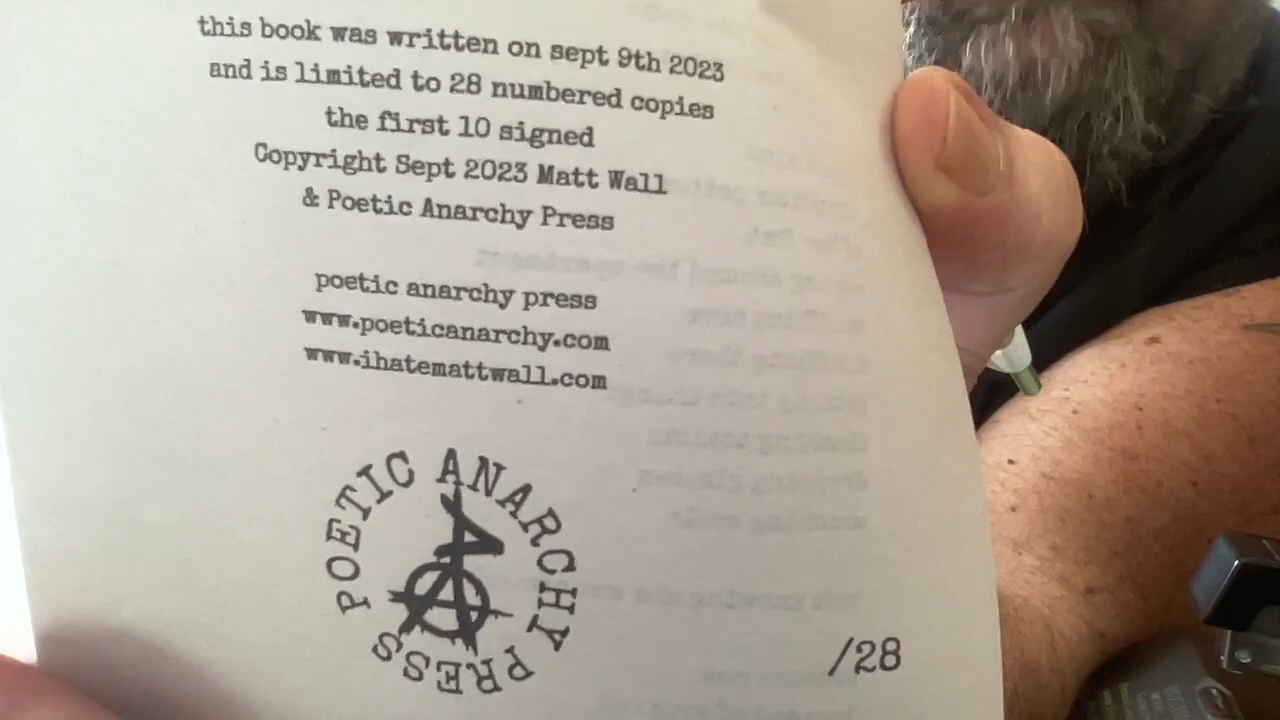 this book was written on sept 9th 2023
and is limited to 28 numbered copies
the first 10 signed
Copyright Sept 2023 Matt Wall
& Poetic Anarchy Press
poetic anarchy press
www.poeticanarchy.com
www.ihatemattwall.com
POETIC ANARCHY PRESS
/28